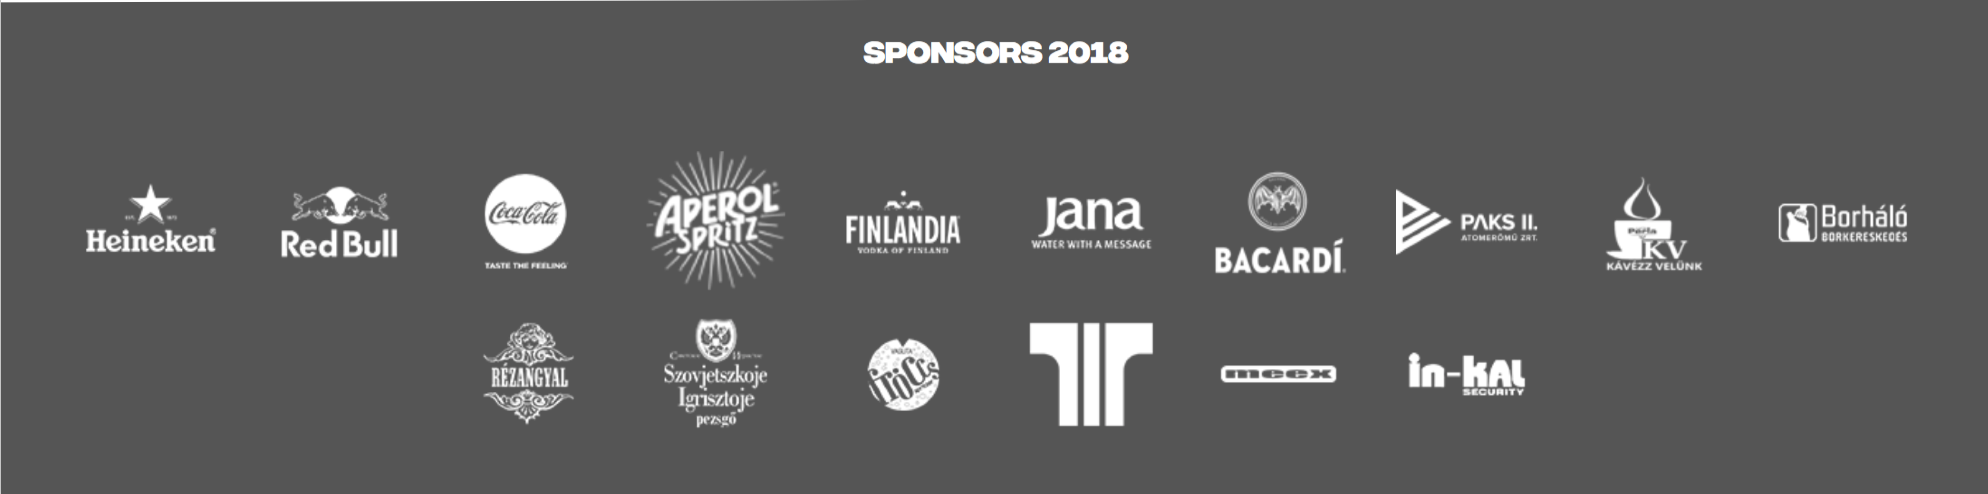 SPONSORS 2018
Heineken®
Red Bull
Coca-Cola
TASTE THE FEELING
APEROL
SPRITZ
FINLANDIA
VODKA OF FINLAND
Jana
WATER WITH A MESSAGE
BACARDÍ
PAKS II.
ATOMERŐMŰ ZRT.
Perla
KV
KÁVÉZZ VELÜNK
Borháló
BORKERESKEDÉS
RÉZANGYAL
Szovjetszkoje
Igrisztoje
pezsgő
fröccs
meex
in-kal
SECURITY